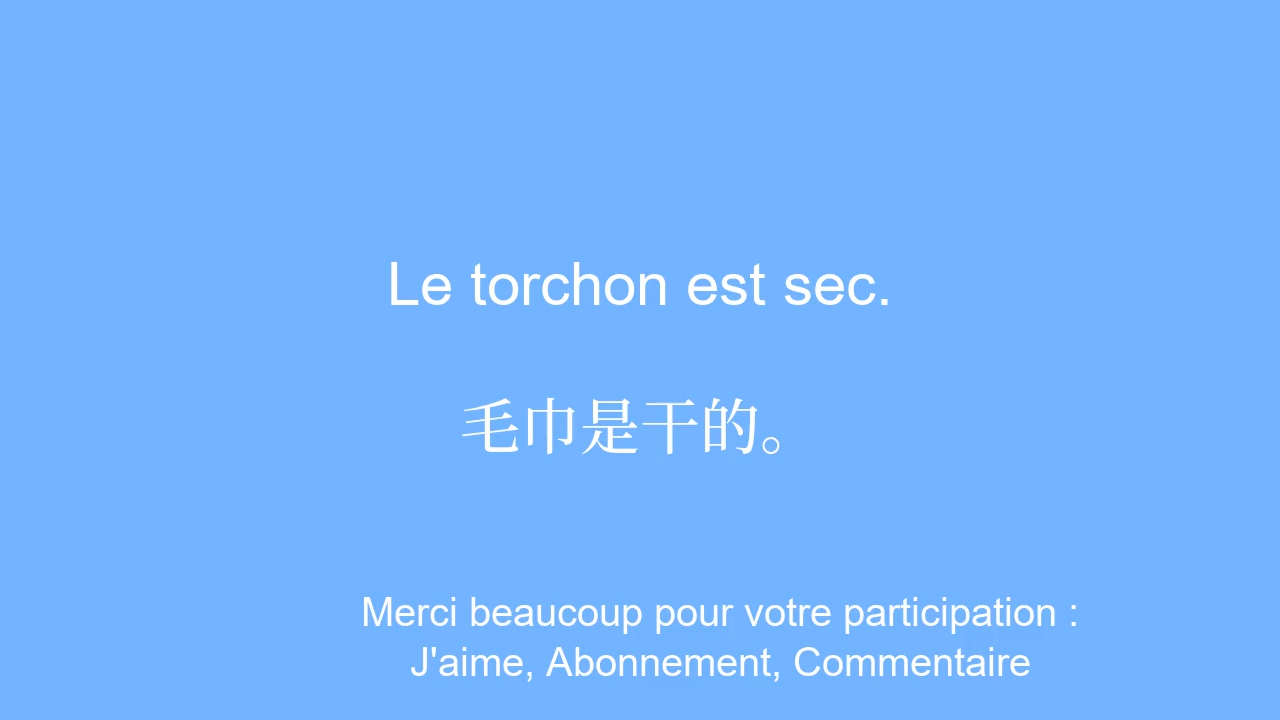 Le torchon est sec.
毛巾是干的。
Merci beaucoup pour votre participation :
J'aime, Abonnement, Commentaire